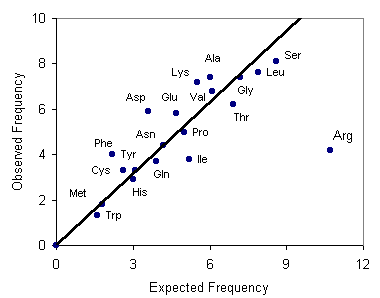 10
Ser
Ala
Lys
Leu
8
Asp
Glu
Val
Gly
Observed Frequency
6
Thr
Asn
Pro
Arg
Phe
Tyr
Ile
4
Cys
Gln
Met
His
2
Trp
0
0
3
6
9
12
Expected Frequency